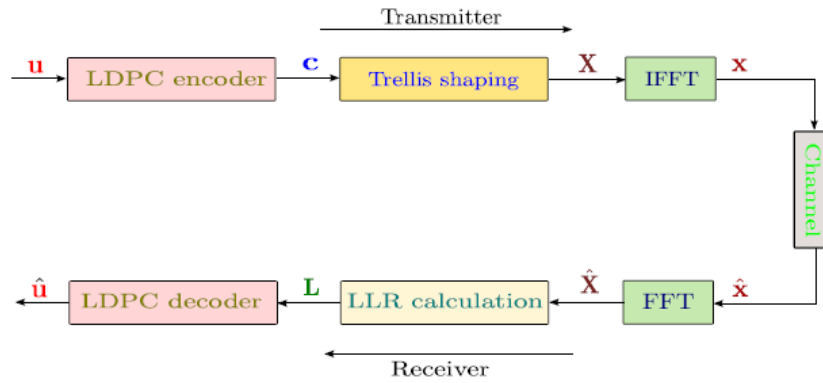 Transmitter
u
LDPC encoder
c
Trellis shaping
X
IFFT
x
Channel
û
LDPC decoder
L
LLR calculation
X̂
FFT
x̂
Receiver